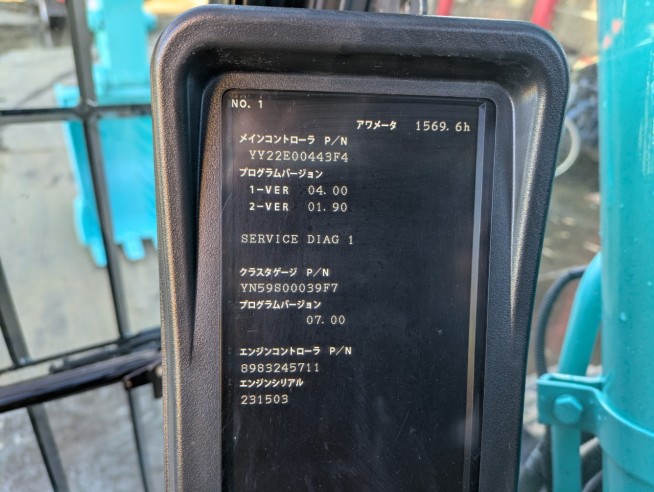 NO. 1
アワメータ 1569.6h
メインコントローラ P/N
YY22E00443F4
プログラムバージョン
1-VER 04.00
2-VER 01.90
SERVICE DIAG 1
クラスタゲージ P/N
YN59S00039F7
プログラムバージョン
07.00
エンジンコントローラ P/N
8983245711
エンジンシリアル
231503